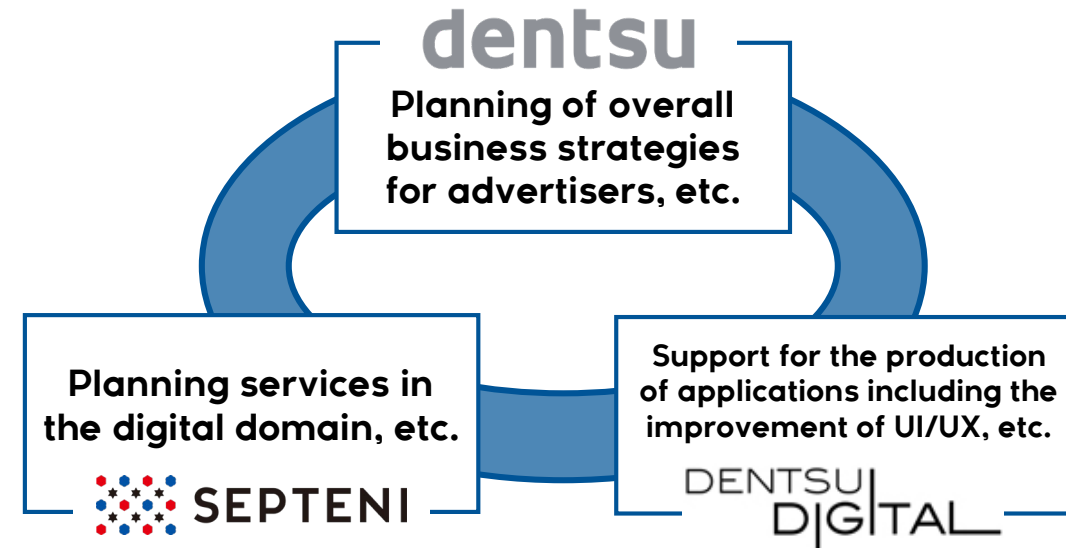 dentsu
Planning of overall
business strategies
for advertisers, etc.
Planning services in
the digital domain, etc.
SEPTENI
Support for the production
of applications including the
improvement of UI/UX, etc.
DENTSU
DIGITAL